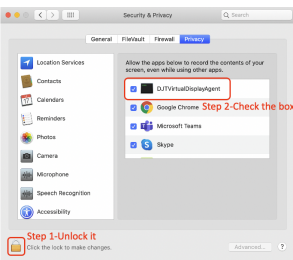 Security & Privacy
Search
General FileVault Firewall Privacy
Location Services
Contacts
Calendars
Reminders
Photos
Camera
Microphone
Speech Recognition
Accessibility
Allow the apps below to record the contents of your
screen, even while using other apps.
DJTVirtualDisplayAgent
Google Chrome
Step 2-Check the box
Microsoft Teams
Skype
Step 1-Unlock it
Click the lock to make changes.
Advanced...
?